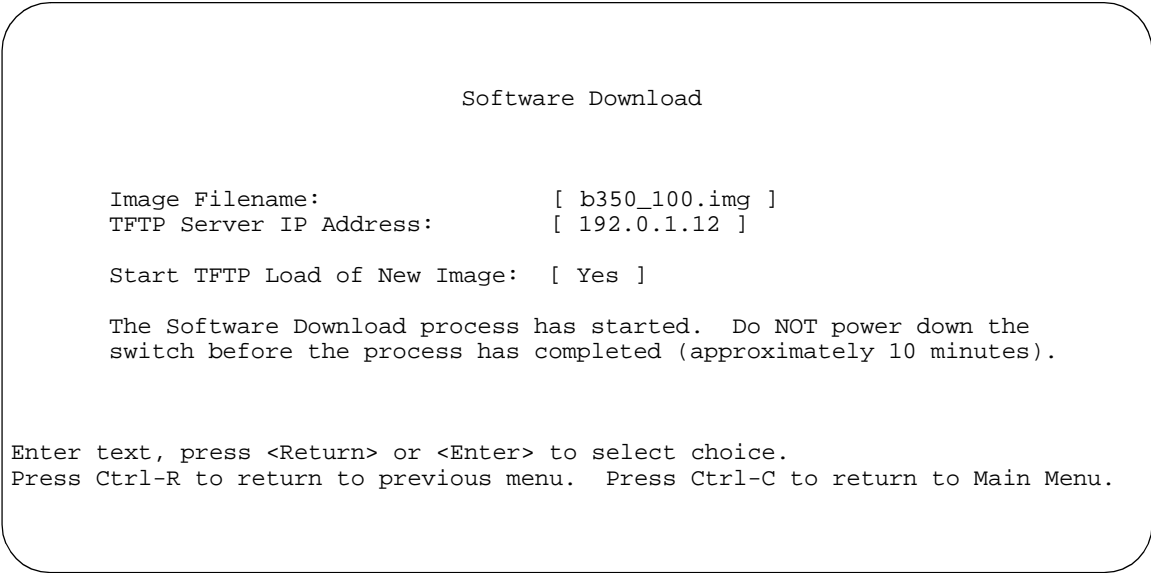 Software Download
Image Filename: [ b350_100.img ]
TFTP Server IP Address: [ 192.0.1.12 ]
Start TFTP Load of New Image: [ Yes ]
The Software Download process has started. Do NOT power down the
switch before the process has completed (approximately 10 minutes).
Enter text, press <Return> or <Enter> to select choice.
Press Ctrl-R to return to previous menu. Press Ctrl-C to return to Main Menu.